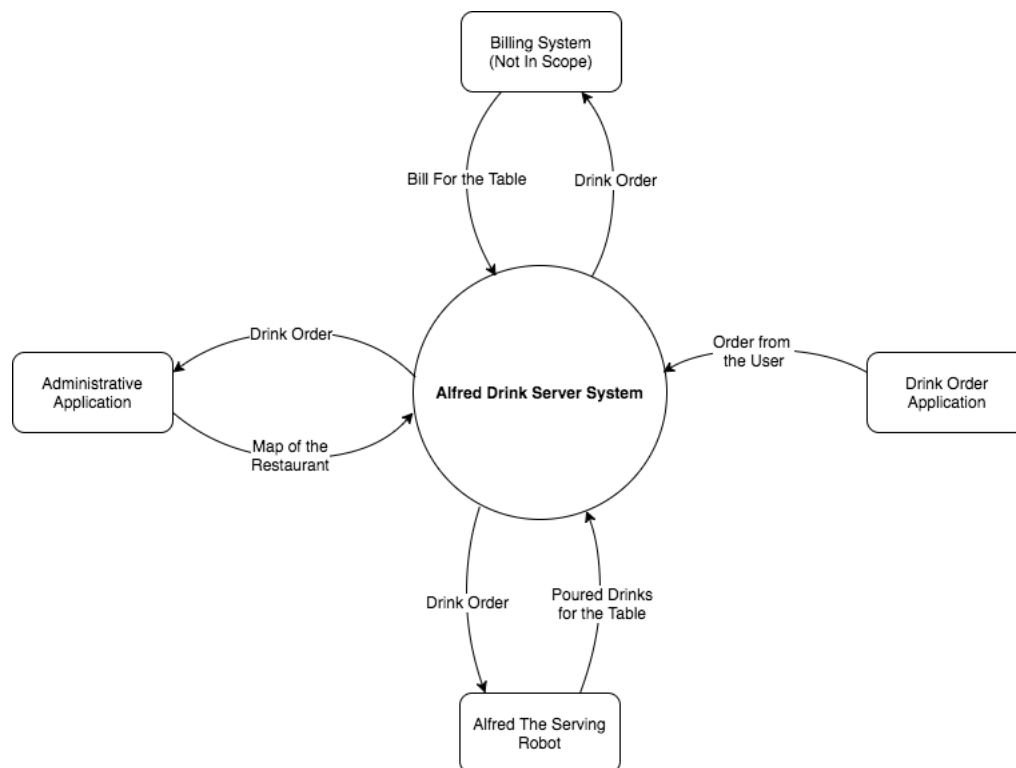 Billing System
(Not In Scope)
Bill For the Table
Drink Order
Drink Order
Order from
the User
Administrative
Application
Alfred Drink Server System
Drink Order
Application
Map of the
Restaurant
Drink Order
Poured Drinks
for the Table
Alfred The Serving
Robot